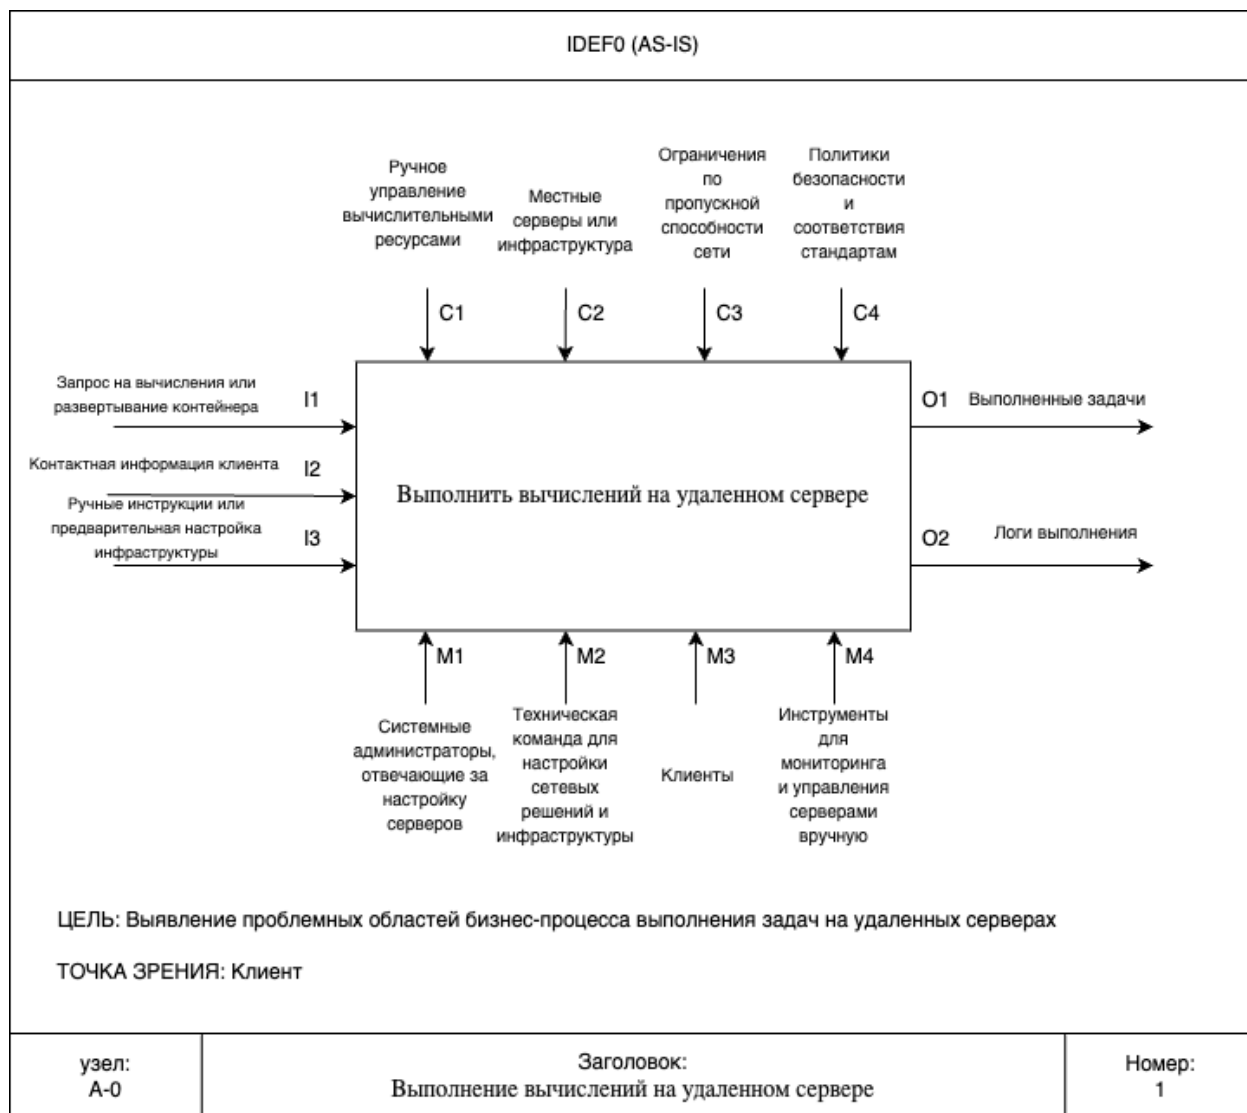 IDEF0 (AS-IS)
Ручное
управление
вычислительными
ресурсами
Местные
серверы или
инфраструктура
Ограничения
по
пропускной
способности
сети
Политики
безопасности
и
соответствия
стандартам
C1
C2
C3
C4
Запрос на вычисления или
развертывание контейнера
I1
Контактная информация клиента
I2
Ручные инструкции или
предварительная настройка
инфраструктуры
I3
Выполнить вычислений на удаленном сервере
O1
Выполненные задачи
O2
Логи выполнения
M1
M2
M3
M4
Системные
администраторы,
отвечающие за
настройку
серверов
Техническая
команда для
настройки
сетевых
решений и
инфраструктуры
Клиенты
Инструменты
для
мониторинга
и управления
серверами
вручную
ЦЕЛЬ: Выявление проблемных областей бизнес-процесса выполнения задач на удаленных серверах
ТОЧКА ЗРЕНИЯ: Клиент
узел:
A-0
Заголовок:
Выполнение вычислений на удаленном сервере
Номер:
1